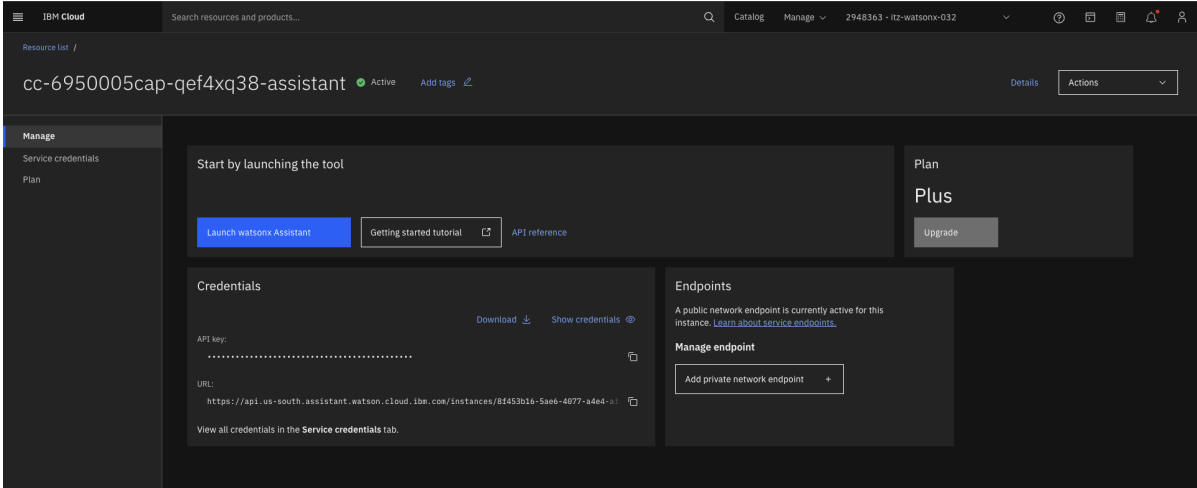 IBM Cloud
Search resources and products...
Catalog
Manage
2948363 - itz-watsonx-032
Resource list /
cc-6950005cap-qef4xq38-assistant
Active
Add tags
Details
Actions
Manage
Service credentials
Plan
Start by launching the tool
Launch watsonx Assistant
Getting started tutorial
API reference
Plan
Plus
Upgrade
Credentials
Download
Show credentials
API key:
URL:
https://api.us-south.assistant.watson.cloud.ibm.com/instances/8f453b16-5ae6-4077-a4e4-
View all credentials in the Service credentials tab.
Endpoints
A public network endpoint is currently active for this
instance. Learn about service endpoints.
Manage endpoint
Add private network endpoint +